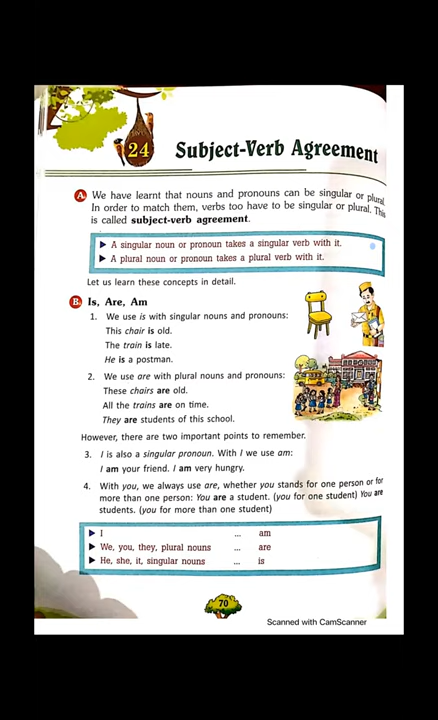 24 Subject-Verb Agreement
A. We have learnt that nouns and pronouns can be singular or plural.
In order to match them, verbs too have to be singular or plural. This
is called subject-verb agreement.
▶ A singular noun or pronoun takes a singular verb with it.
▶ A plural noun or pronoun takes a plural verb with it.
Let us learn these concepts in detail.
B. Is, Are, Am
1. We use is with singular nouns and pronouns:
This chair is old.
The train is late.
He is a postman.
2. We use are with plural nouns and pronouns:
These chairs are old.
All the trains are on time.
They are students of this school.
However, there are two important points to remember.
3. I is also a singular pronoun. With I we use am:
I am your friend. I am very hungry.
4. With you, we always use are, whether you stands for one person or for
more than one person: You are a student. (you for one student) You are
students. (you for more than one student)
▶ I ... am
▶ We, you, they, plural nouns ... are
▶ He, she, it, singular nouns ... is
70
Scanned with CamScanner